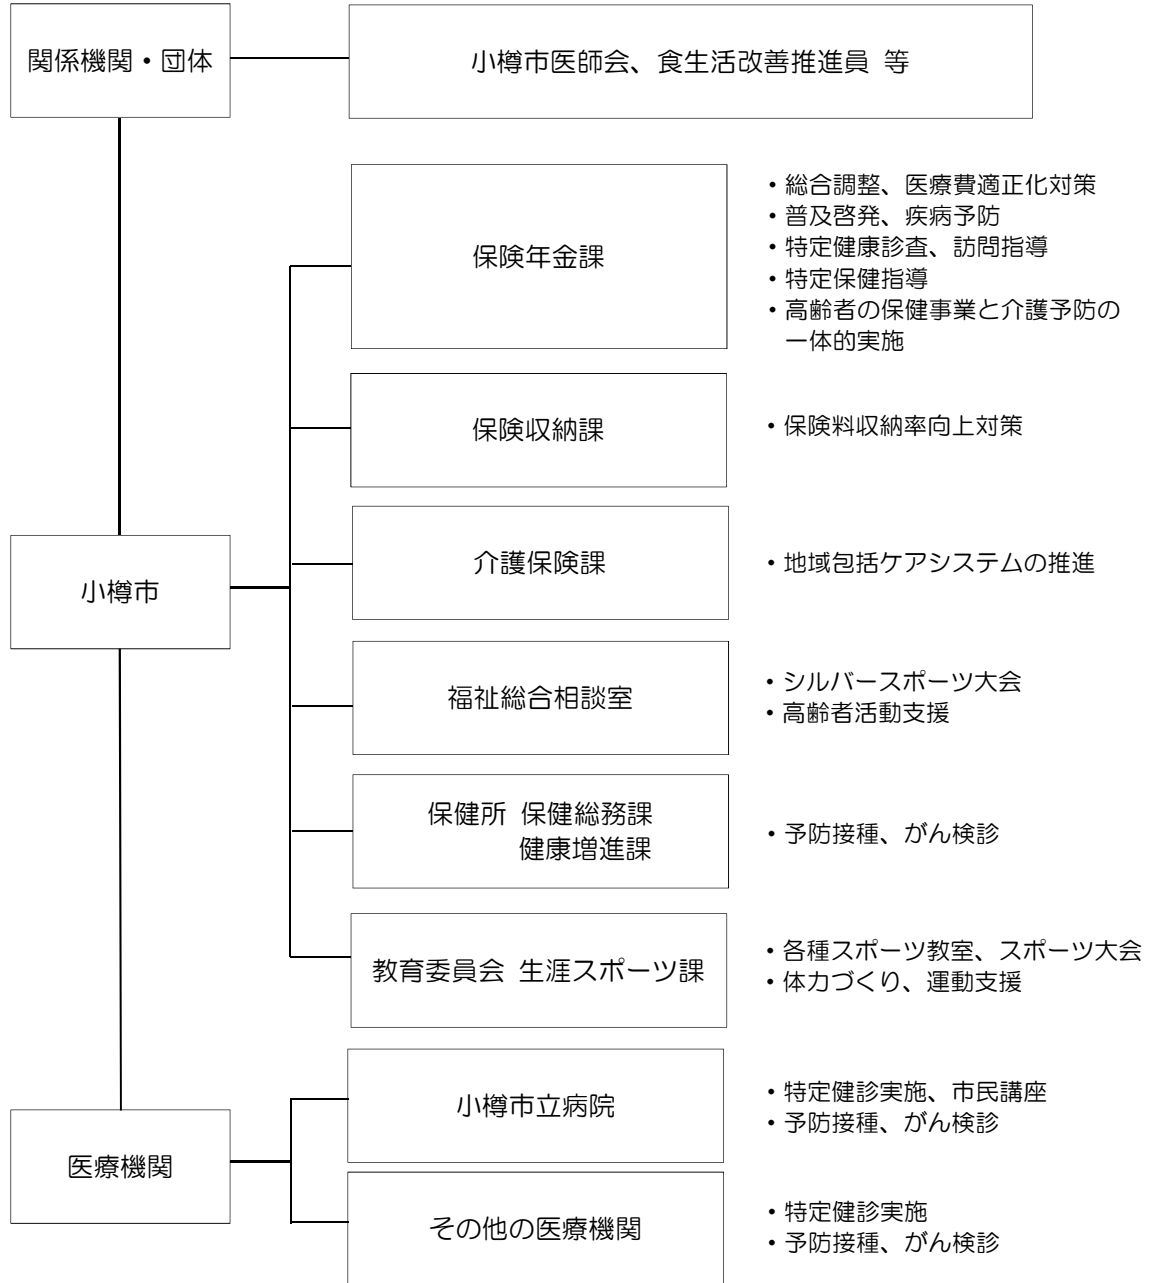 関係機関・団体
小樽市医師会、食生活改善推進員 等
保険年金課
・総合調整、医療費適正化対策
・普及啓発、疾病予防
・特定健康診査、訪問指導
・特定保健指導
・高齢者の保健事業と介護予防の
一体的実施
保険収納課
・保険料収納率向上対策
小樽市
介護保険課
・地域包括ケアシステムの推進
福祉総合相談室
・シルバースポーツ大会
・高齢者活動支援
保健所 保健総務課
健康増進課
・予防接種、がん検診
教育委員会 生涯スポーツ課
・各種スポーツ教室、スポーツ大会
・体力づくり、運動支援
医療機関
小樽市立病院
・特定健診実施、市民講座
・予防接種、がん検診
その他の医療機関
・特定健診実施
・予防接種、がん検診